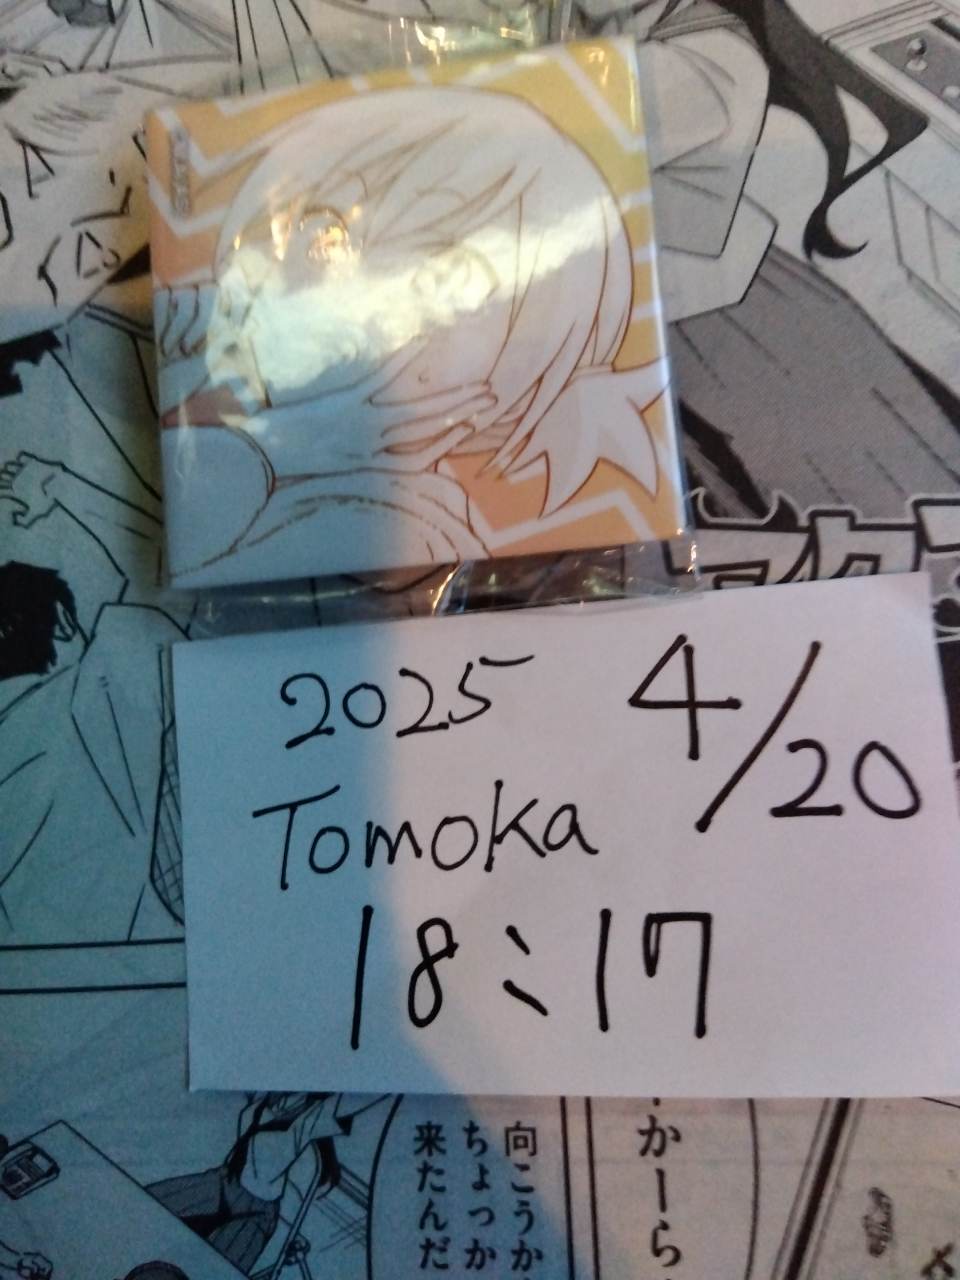 2025 4/20
Tomoka
18:17
かーら
向こうか
ちょっか
来たんだ